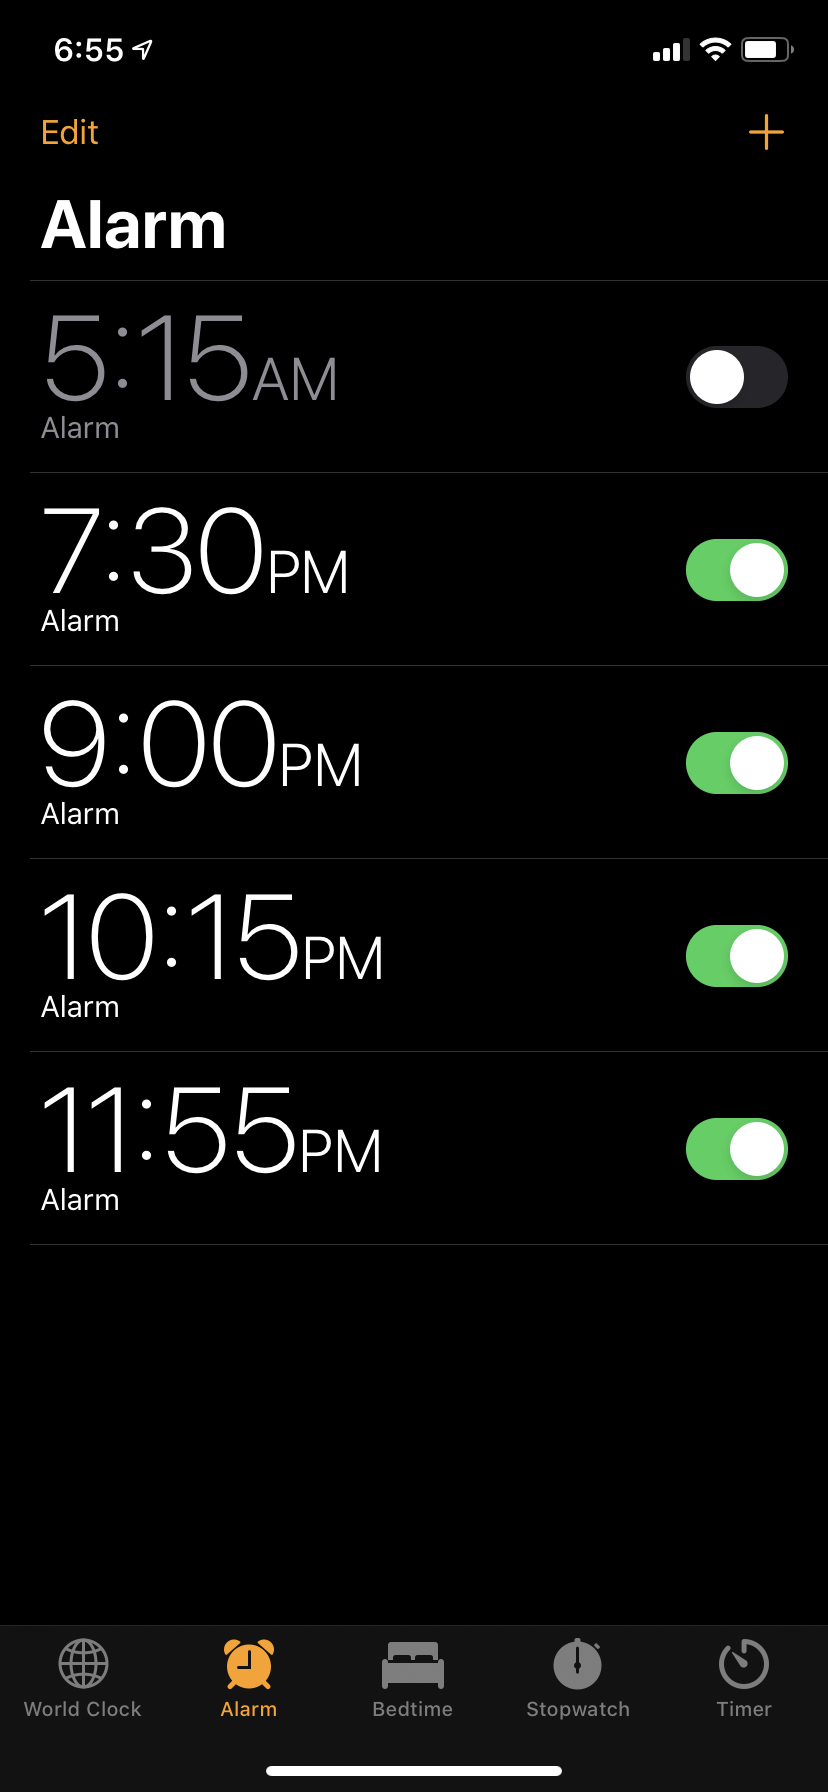 6:55
Edit
Alarm
5:15AM
Alarm
7:30PM
Alarm
9:00PM
Alarm
10:15PM
Alarm
11:55PM
Alarm
World Clock
Alarm
Bedtime
Stopwatch
Timer